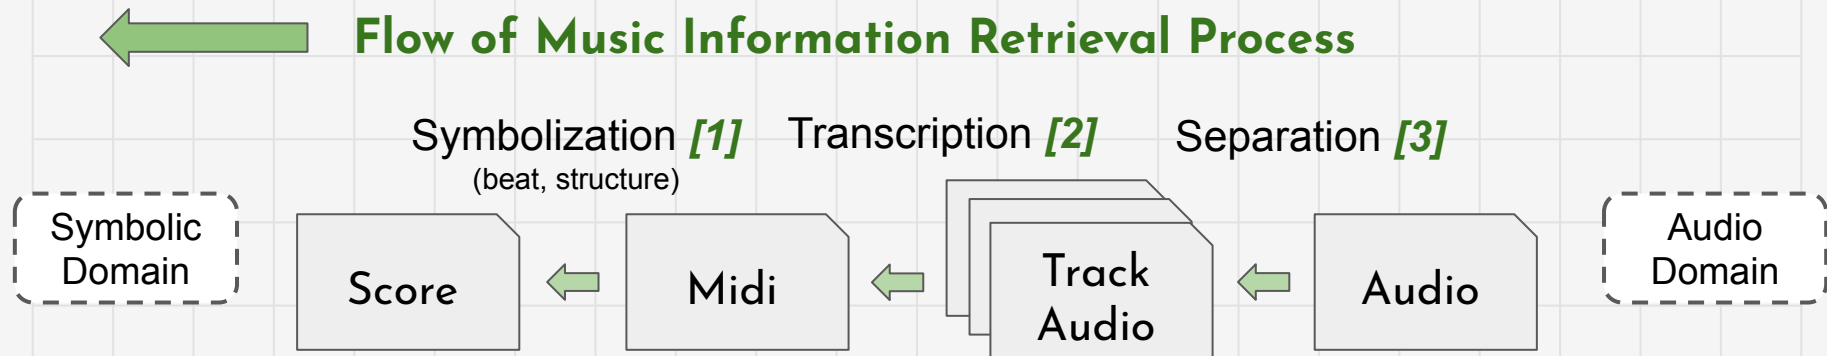 Flow of Music Information Retrieval Process
Symbolization [1]
(beat, structure)
Transcription [2]
Separation [3]
Symbolic
Domain
Score
Midi
Track
Audio
Audio
Audio
Domain